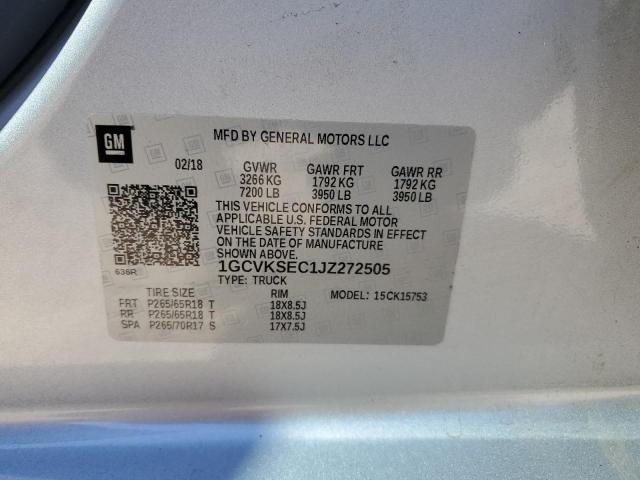 GM
MFD BY GENERAL MOTORS LLC
02/18 GVWR GAWR FRT GAWR RR
3266 KG 1792 KG 1792 KG
7200 LB 3950 LB 3950 LB
THIS VEHICLE CONFORMS TO ALL
APPLICABLE U.S. FEDERAL MOTOR
VEHICLE SAFETY STANDARDS IN EFFECT
ON THE DATE OF MANUFACTURE
SHOWN ABOVE.
636R
1GCVKSEC1JZ272505
TYPE: TRUCK
TIRE SIZE RIM MODEL: 15CK15753
FRT P265/65R18 T 18X8.5J
RR P265/65R18 T 18X8.5J
SPA P265/70R17 S 17X7.5J